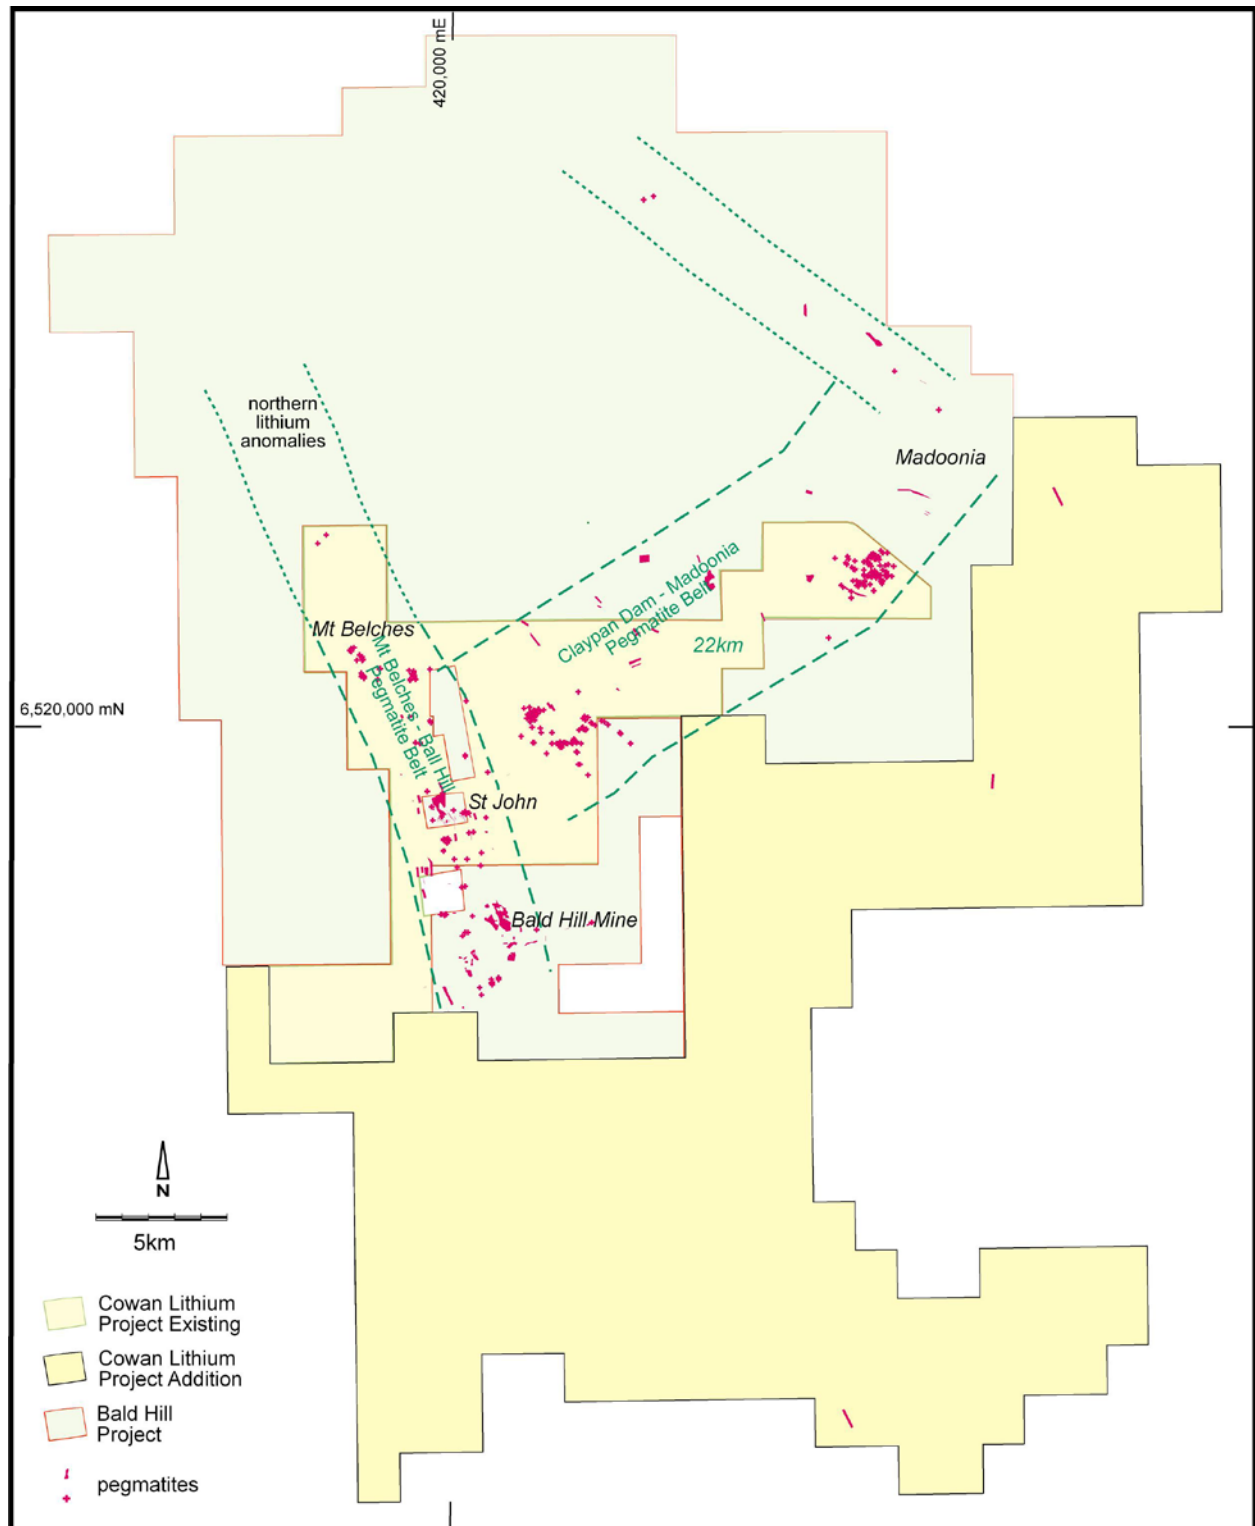 420,000 mE
northern
lithium
anomalies
Madoonia
Claypan Dam - Madoonia
Pegmatite Belt
22km
Mt Belches
Mt Belches - Ball Hill
Pegmatite Belt
6,520,000 mN
St John
Bald Hill Mine
N
5km
Cowan Lithium
Project Existing
Cowan Lithium
Project Addition
Bald Hill
Project
pegmatites